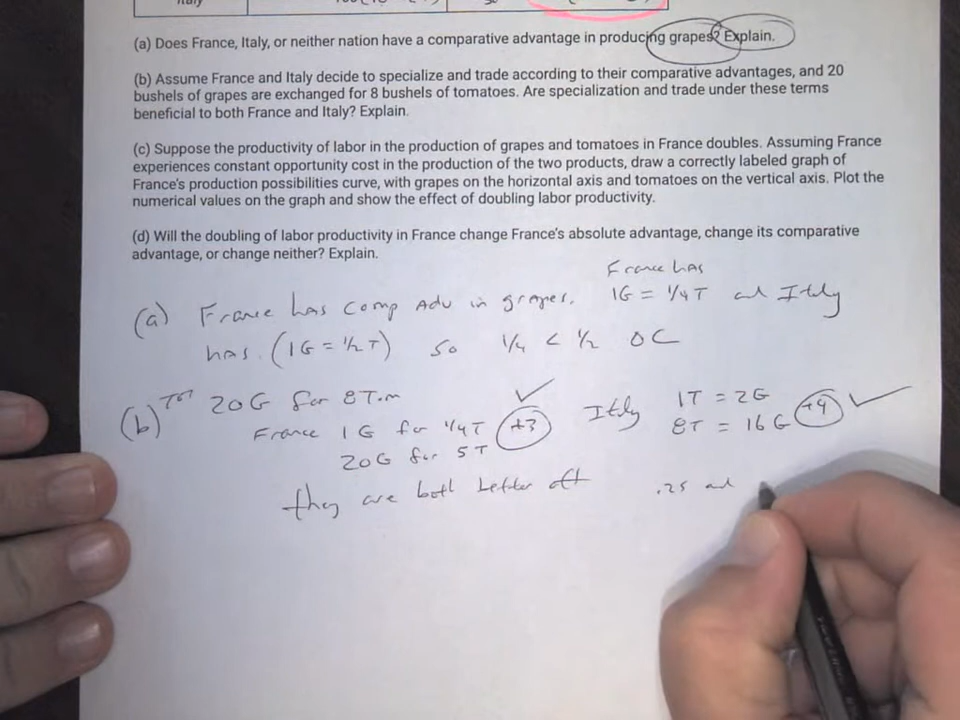 Italy
(a) Does France, Italy, or neither nation have a comparative advantage in producing grapes? Explain.
(b) Assume France and Italy decide to specialize and trade according to their comparative advantages, and 20
bushels of grapes are exchanged for 8 bushels of tomatoes. Are specialization and trade under these terms
beneficial to both France and Italy? Explain.
(c) Suppose the productivity of labor in the production of grapes and tomatoes in France doubles. Assuming France
experiences constant opportunity cost in the production of the two products, draw a correctly labeled graph of
France's production possibilities curve, with grapes on the horizontal axis and tomatoes on the vertical axis. Plot the
numerical values on the graph and show the effect of doubling labor productivity.
(d) Will the doubling of labor productivity in France change France's absolute advantage, change its comparative
advantage, or change neither? Explain.
France has
(a) France has Comp Adv in grapes. 1G = 1/4 T and Italy
has (1G = 1/2 T) so 1/4 < 1/2 OC
(b) 20G for 8Tom
France 1G for 1/4T +3 Italy 1T = 2G
20G for 5T 8T = 16G +4
they are both better off .25 and